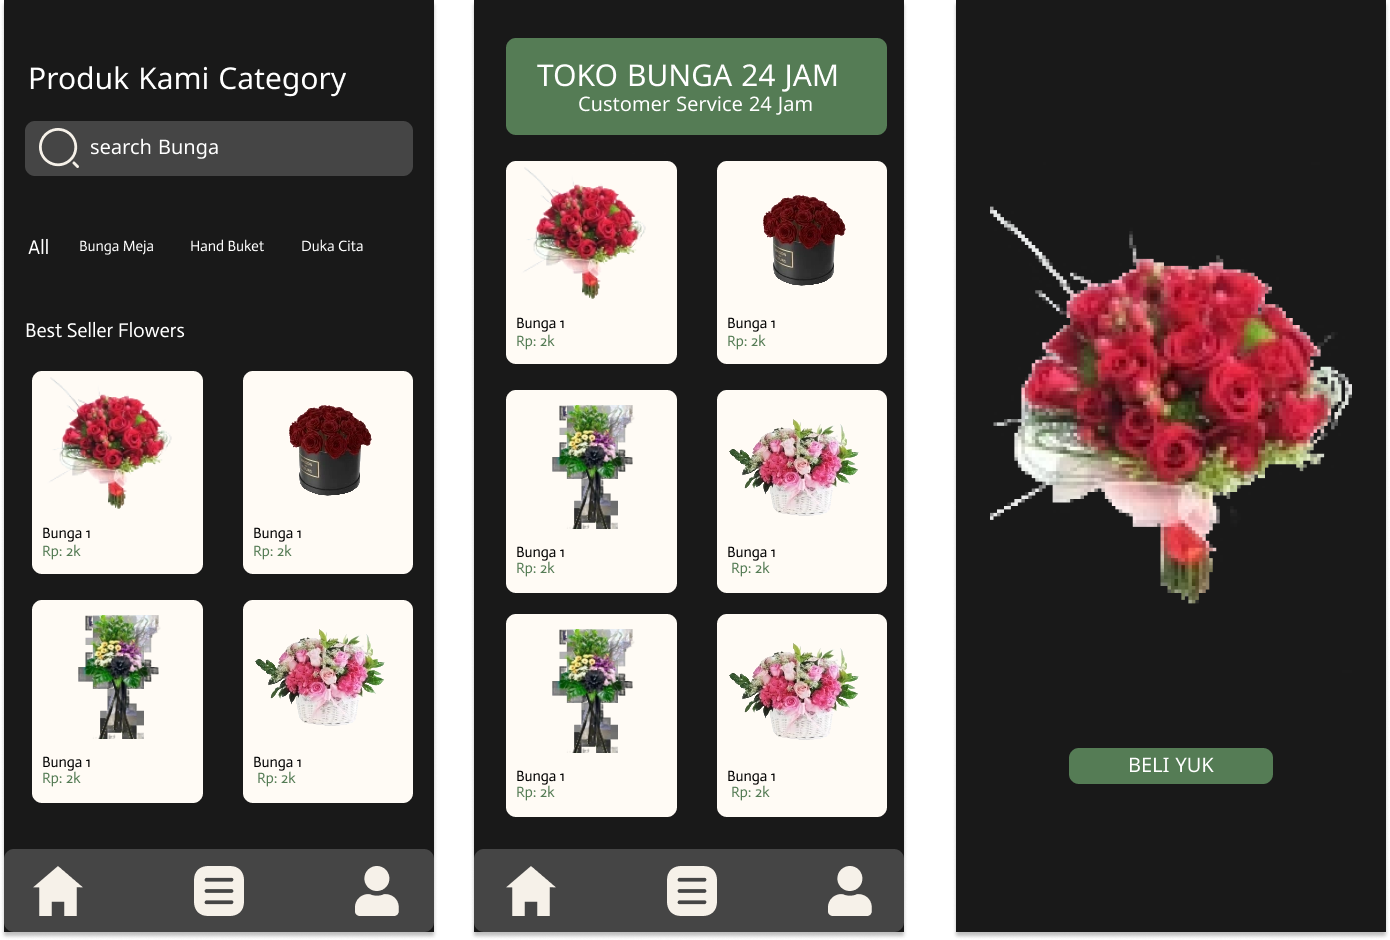 Produk Kami Category
search Bunga
All Bunga Meja Hand Buket Duka Cita
Best Seller Flowers
Bunga 1
Rp: 2k
Bunga 1
Rp: 2k
Bunga 1
Rp: 2k
Bunga 1
Rp: 2k
TOKO BUNGA 24 JAM
Customer Service 24 Jam
Bunga 1
Rp: 2k
Bunga 1
Rp: 2k
Bunga 1
Rp: 2k
Bunga 1
Rp: 2k
Bunga 1
Rp: 2k
Bunga 1
Rp: 2k
BELI YUK